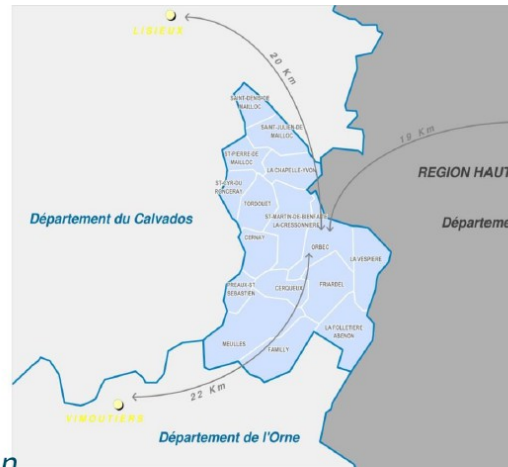 LISIEUX
20 Km
19 Km
SAINT-DENIS-DE
MAILLOC
SAINT-JULIEN-DE
MAILLOC
ST-PIERRE-DE
MAILLOC
LA CHAPELLE-YVON
REGION HAUT
ST-CYR-DU
RONCERAY
TORDOUET
Département du Calvados
ST-MARTIN-DE-BIENFAITE
LA-CRESSONNIERE
Départeme
CERNAY
ORBEC
LA VESPIERE
PREAUX-ST
SEBASTIEN
CERQUEUX
FRIARDEL
LA FOLLETIERE
ABENON
MEULLES
FAMILLY
22 Km
VIMOUTIERS
Département de l'Orne
n